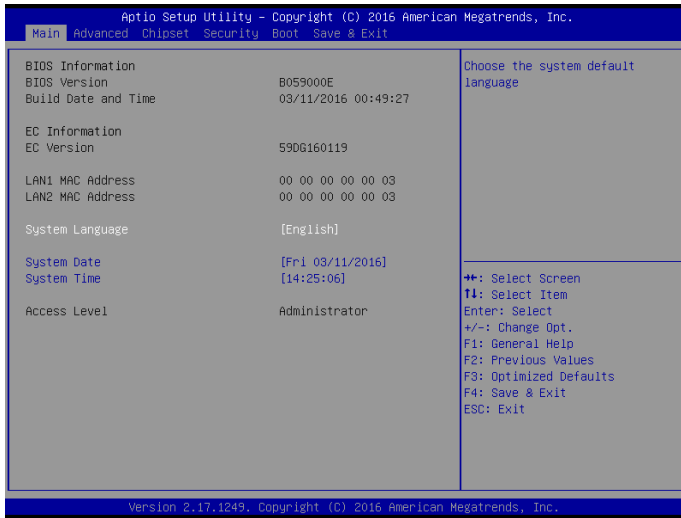 Aptio Setup Utility – Copyright (C) 2016 American Megatrends, Inc.
Main Advanced Chipset Security Boot Save & Exit
BIOS Information
BIOS Version B059000E
Build Date and Time 03/11/2016 00:49:27
EC Information
EC Version 59DG160119
LAN1 MAC Address 00 00 00 00 00 03
LAN2 MAC Address 00 00 00 00 00 03
System Language [English]
System Date [Fri 03/11/2016]
System Time [14:25:06]
Access Level Administrator
Choose the system default
language
→←: Select Screen
↑↓: Select Item
Enter: Select
+/-: Change Opt.
F1: General Help
F2: Previous Values
F3: Optimized Defaults
F4: Save & Exit
ESC: Exit
Version 2.17.1249. Copyright (C) 2016 American Megatrends, Inc.